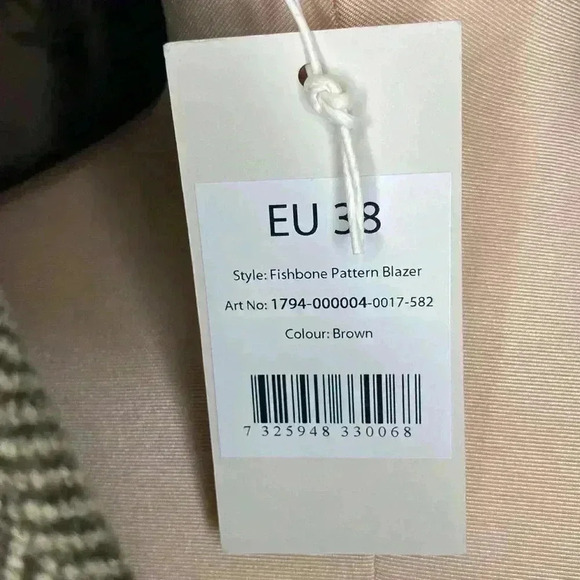 EU 38
Style: Fishbone Pattern Blazer
Art No: 1794-000004-0017-582
Colour: Brown
7 325948 330068